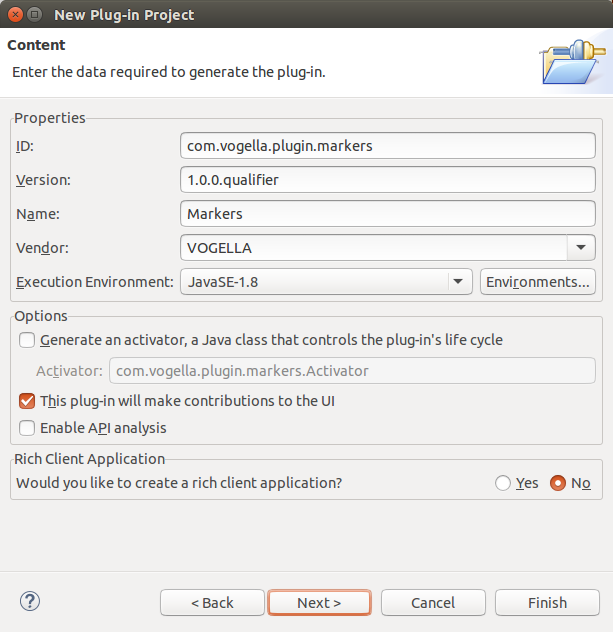 New Plug-in Project
Content
Enter the data required to generate the plug-in.
Properties
ID: com.vogella.plugin.markers
Version: 1.0.0.qualifier
Name: Markers
Vendor: VOGELLA
Execution Environment: JavaSE-1.8 Environments...
Options
Generate an activator, a Java class that controls the plug-in's life cycle
Activator: com.vogella.plugin.markers.Activator
This plug-in will make contributions to the UI
Enable API analysis
Rich Client Application
Would you like to create a rich client application? Yes No
? < Back Next > Cancel Finish